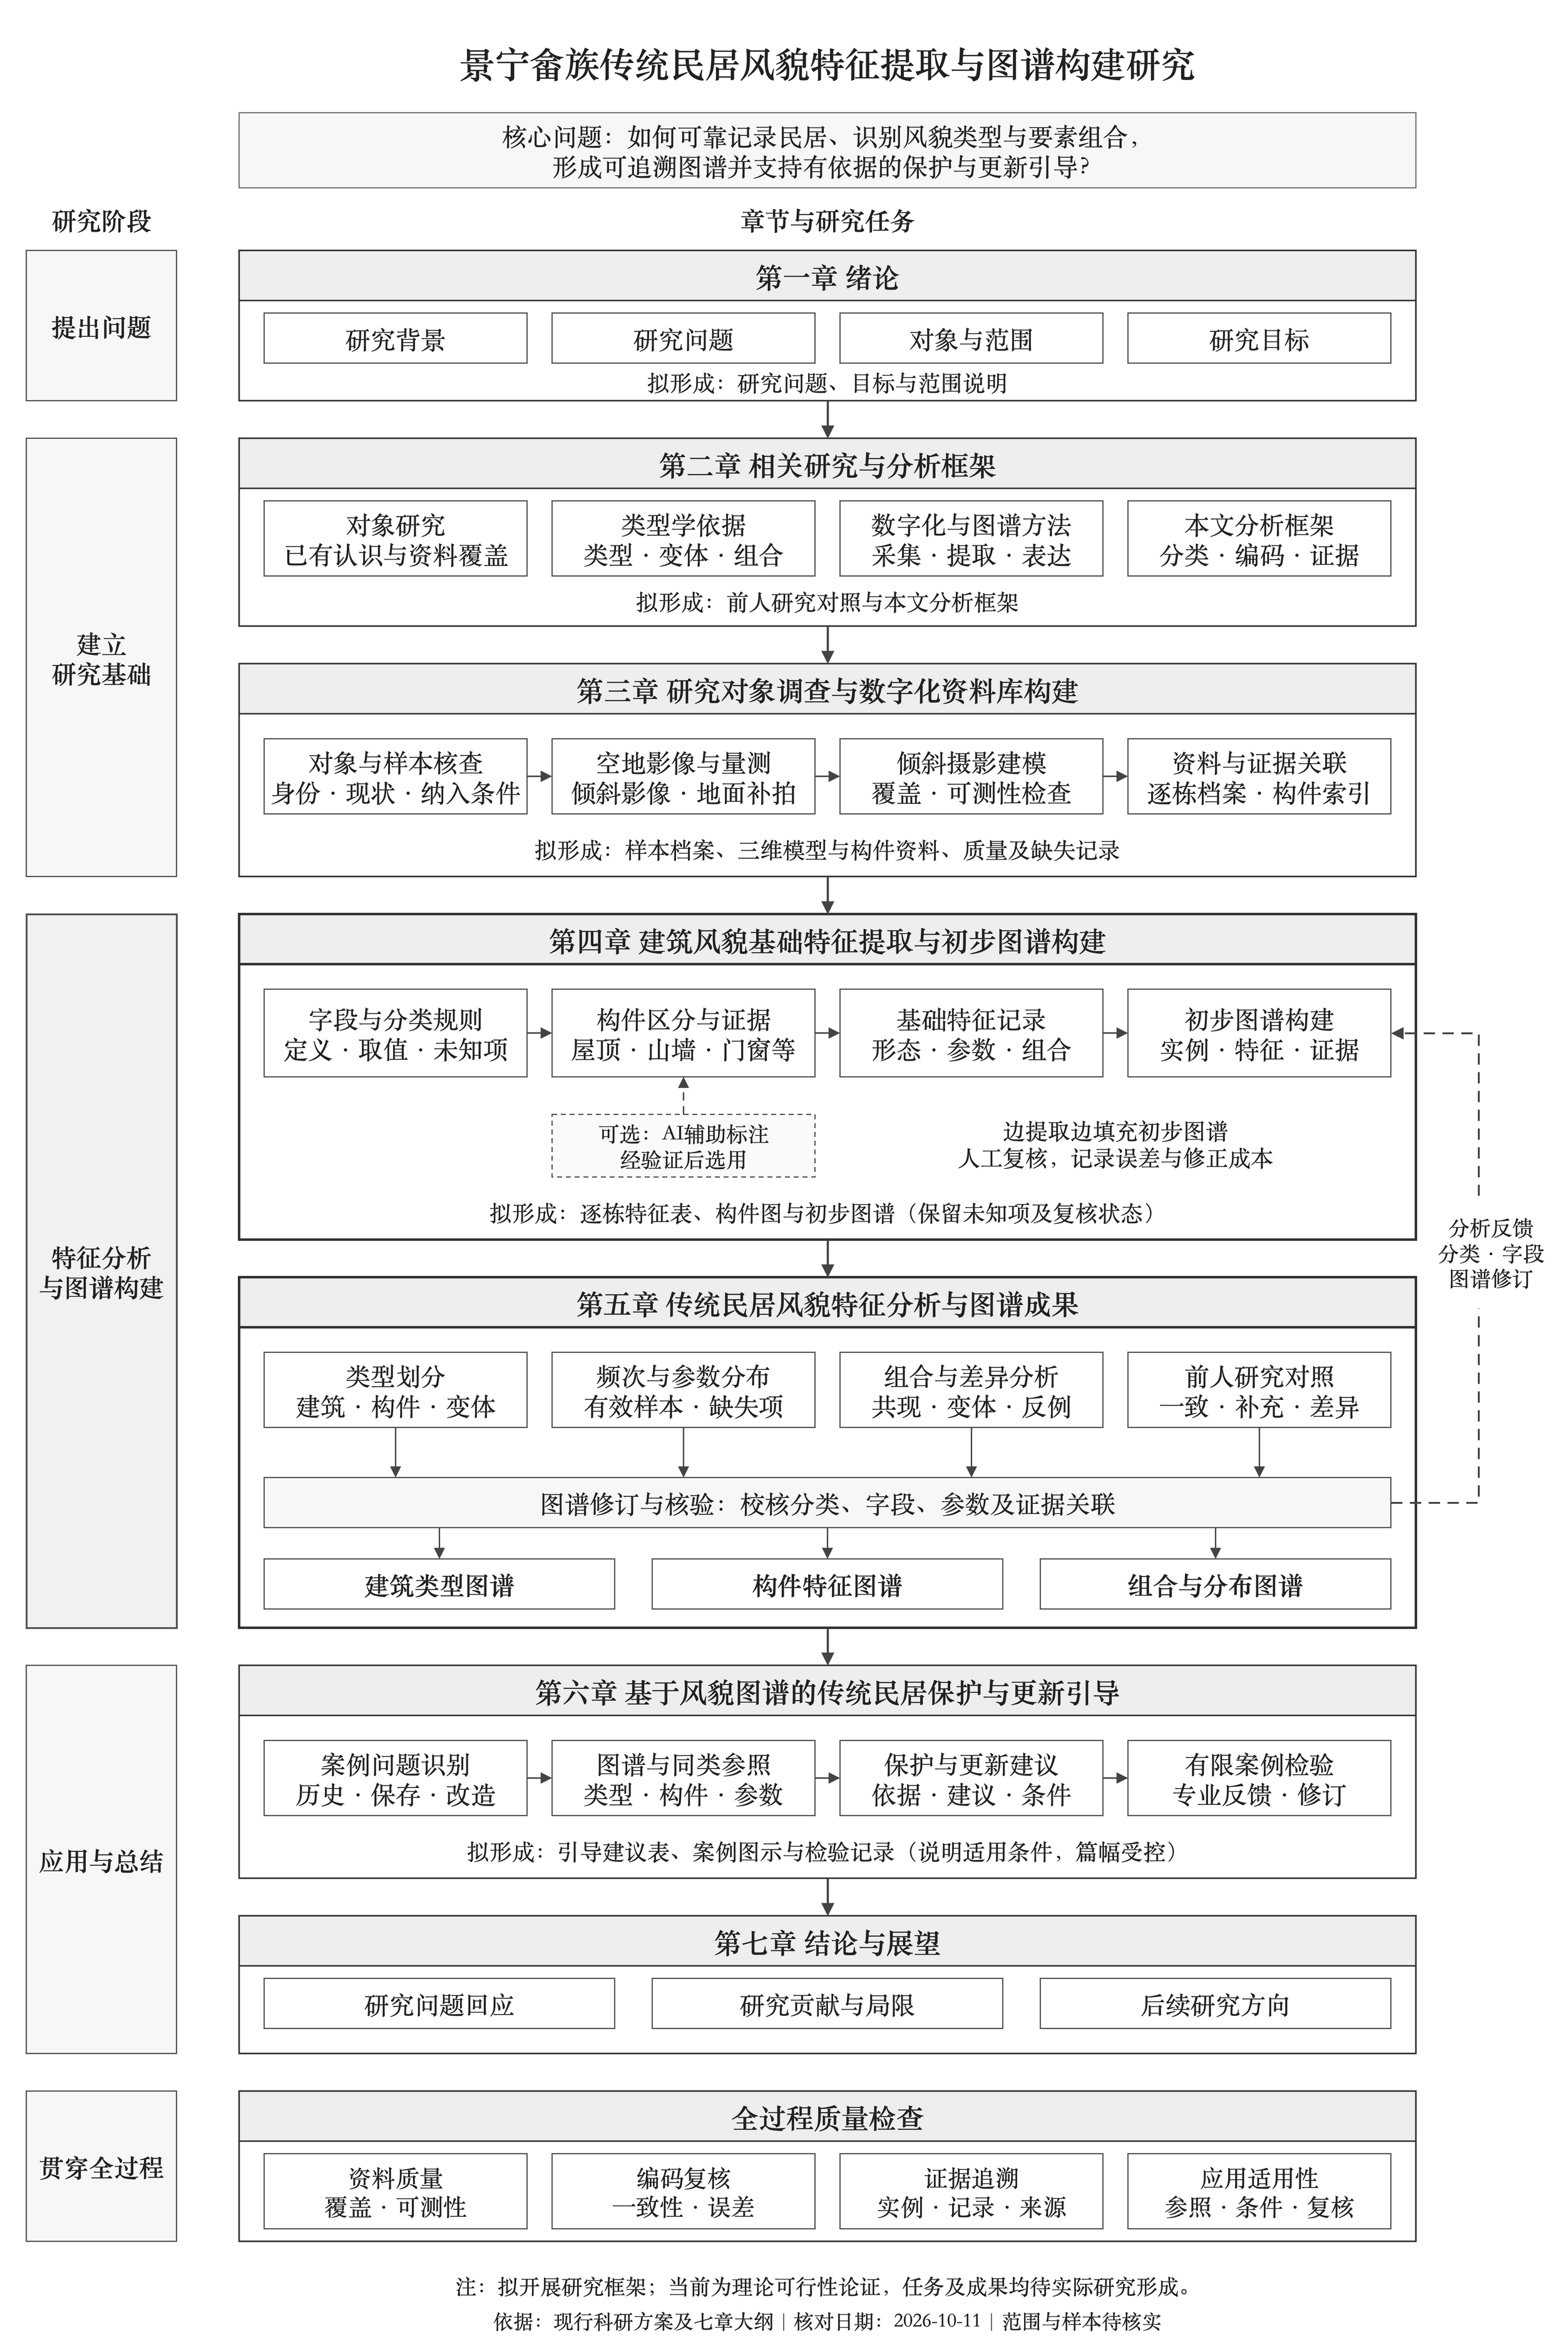 景宁畲族传统民居风貌特征提取与图谱构建研究
核心问题：如何可靠记录民居、识别风貌类型与要素组合，
形成可追溯图谱并支持有依据的保护与更新引导？
研究阶段
章节与研究任务
提出问题
第一章 绪论
研究背景
研究问题
对象与范围
研究目标
拟形成：研究问题、目标与范围说明
建立
研究基础
第二章 相关研究与分析框架
对象研究
已有认识与资料覆盖
类型学依据
类型 · 变体 · 组合
数字化与图谱方法
采集 · 提取 · 表达
本文分析框架
分类 · 编码 · 证据
拟形成：前人研究对照与本文分析框架
第三章 研究对象调查与数字化资料库构建
对象与样本核查
身份 · 现状 · 纳入条件
空地影像与量测
倾斜影像 · 地面补拍
倾斜摄影建模
覆盖 · 可测性检查
资料与证据关联
逐栋档案 · 构件索引
拟形成：样本档案、三维模型与构件资料、质量及缺失记录
特征分析
与图谱构建
第四章 建筑风貌基础特征提取与初步图谱构建
字段与分类规则
定义 · 取值 · 未知项
构件区分与证据
屋顶 · 山墙 · 门窗等
基础特征记录
形态 · 参数 · 组合
初步图谱构建
实例 · 特征 · 证据
可选：AI辅助标注
经验证后选用
边提取边填充初步图谱
人工复核，记录误差与修正成本
拟形成：逐栋特征表、构件图与初步图谱（保留未知项及复核状态）
分析反馈
分类 · 字段
图谱修订
第五章 传统民居风貌特征分析与图谱成果
类型划分
建筑 · 构件 · 变体
频次与参数分布
有效样本 · 缺失项
组合与差异分析
共现 · 变体 · 反例
前人研究对照
一致 · 补充 · 差异
图谱修订与核验：校核分类、字段、参数及证据关联
建筑类型图谱
构件特征图谱
组合与分布图谱
应用与总结
第六章 基于风貌图谱的传统民居保护与更新引导
案例问题识别
历史 · 保存 · 改造
图谱与同类参照
类型 · 构件 · 参数
保护与更新建议
依据 · 建议 · 条件
有限案例检验
专业反馈 · 修订
拟形成：引导建议表、案例图示与检验记录（说明适用条件，篇幅受控）
第七章 结论与展望
研究问题回应
研究贡献与局限
后续研究方向
贯穿全过程
全过程质量检查
资料质量
覆盖 · 可测性
编码复核
一致性 · 误差
证据追溯
实例 · 记录 · 来源
应用适用性
参照 · 条件 · 复核
注：拟开展研究框架；当前为理论可行性论证，任务及成果均待实际研究形成。
依据：现行科研方案及七章大纲 | 核对日期：2026-10-11 | 范围与样本待核实